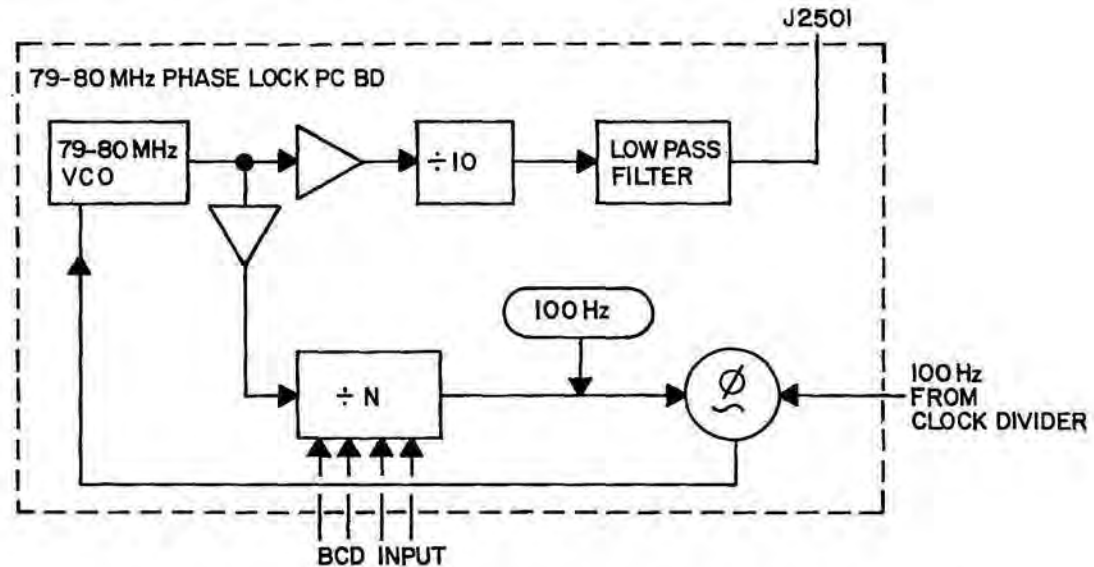 J2501
79-80 MHz PHASE LOCK PC BD
79-80 MHz
VCO
÷10
LOW PASS
FILTER
100 Hz
÷ N
ϕ
~
100 Hz
FROM
CLOCK DIVIDER
BCD INPUT